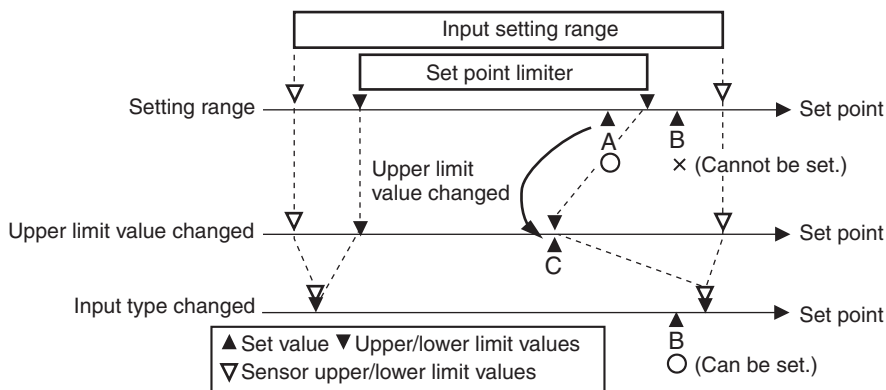 Input setting range
Set point limiter
Setting range
Set point
A
B
× (Cannot be set.)
Upper limit
value changed
Upper limit value changed
Set point
C
Input type changed
Set point
B
(Can be set.)
▲ Set value ▼ Upper/lower limit values
▽ Sensor upper/lower limit values